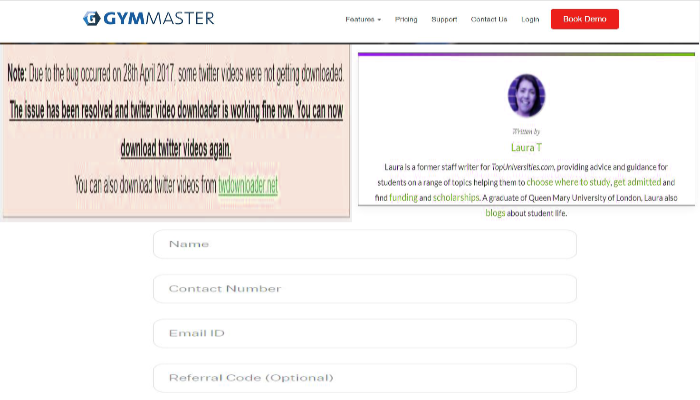 GYMMASTER
Features Pricing Support Contact Us Login Book Demo
Note: Due to the bug occurred on 28th April 2017, some twitter videos were not getting downloaded.
The issue has been resolved and twitter video downloader is working fine now. You can now
download twitter videos again.
You can also download twitter videos from twdownloader.net
Written by
Laura T
Laura is a former staff writer for TopUniversities.com, providing advice and guidance for
students on a range of topics helping them to choose where to study, get admitted and
find funding and scholarships. A graduate of Queen Mary University of London, Laura also
blogs about student life.
Name
Contact Number
Email ID
Referral Code (Optional)